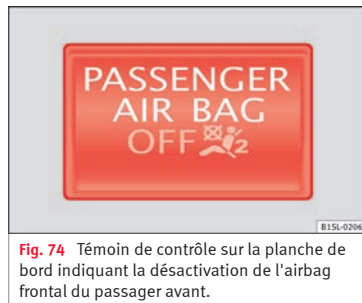 PASSENGER
AIR BAG
OFF 2
B1SL-0206
Fig. 74 Témoin de contrôle sur la planche de
bord indiquant la désactivation de l'airbag
frontal du passager avant.